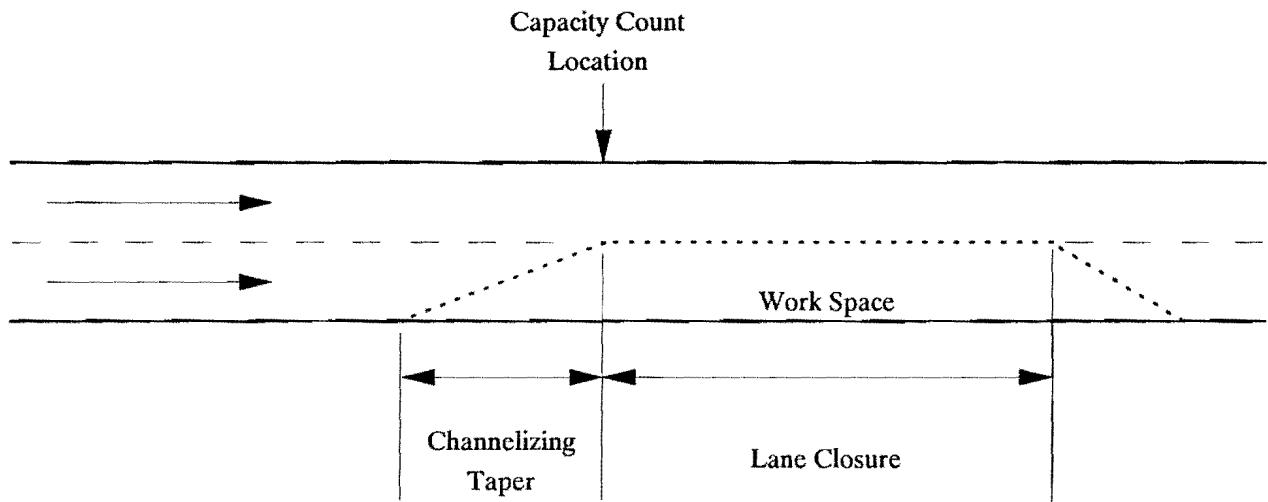 Capacity Count
Location
Work Space
Channelizing
Taper
Lane Closure